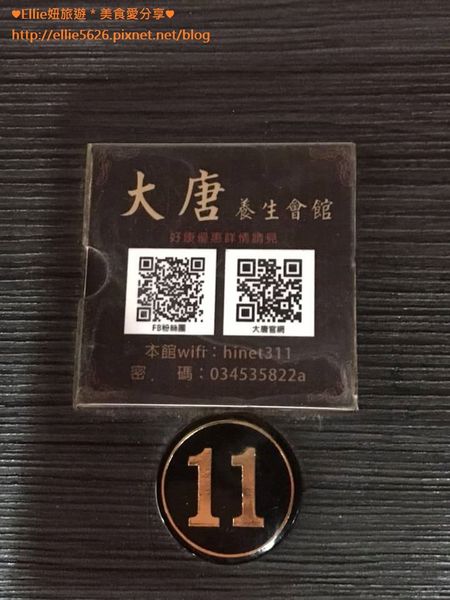 ♥Ellie妞旅遊＊美食愛分享♥
http://ellie5626.pixnet.net/blog
大唐 養生會館
好康優惠詳情請見
FB粉絲團 大唐官網
本館wifi：hinet311
密 碼：034535822a
11